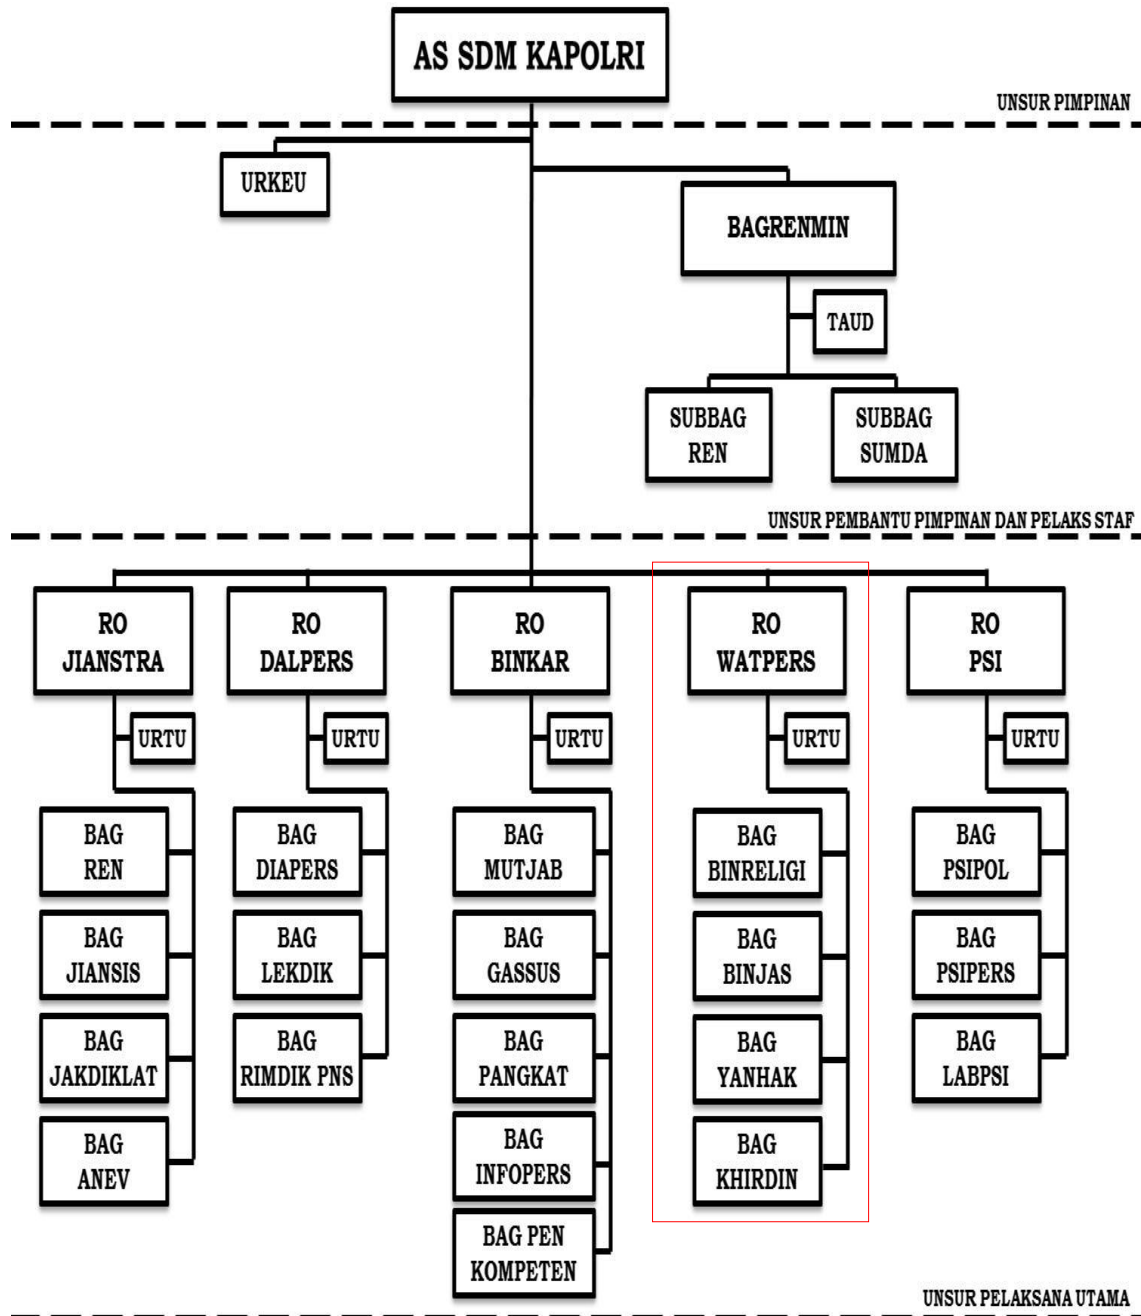 AS SDM KAPOLRI
UNSUR PIMPINAN
URKEU
BAGRENMIN
TAUD
SUBBAG
REN
SUBBAG
SUMDA
UNSUR PEMBANTU PIMPINAN DAN PELAKS STAF
RO
JIANSTRA
URTU
BAG
REN
BAG
JIANSIS
BAG
JAKDIKLAT
BAG
ANEV
RO
DALPERS
URTU
BAG
DIAPERS
BAG
LEKDIK
BAG
RIMDIK PNS
RO
BINKAR
URTU
BAG
MUTJAB
BAG
GASSUS
BAG
PANGKAT
BAG
INFOPERS
BAG PEN
KOMPETEN
RO
WATPERS
URTU
BAG
BINRELIGI
BAG
BINJAS
BAG
YANHAK
BAG
KHIRDIN
RO
PSI
URTU
BAG
PSIPOL
BAG
PSIPERS
BAG
LABPSI
UNSUR PELAKSANA UTAMA